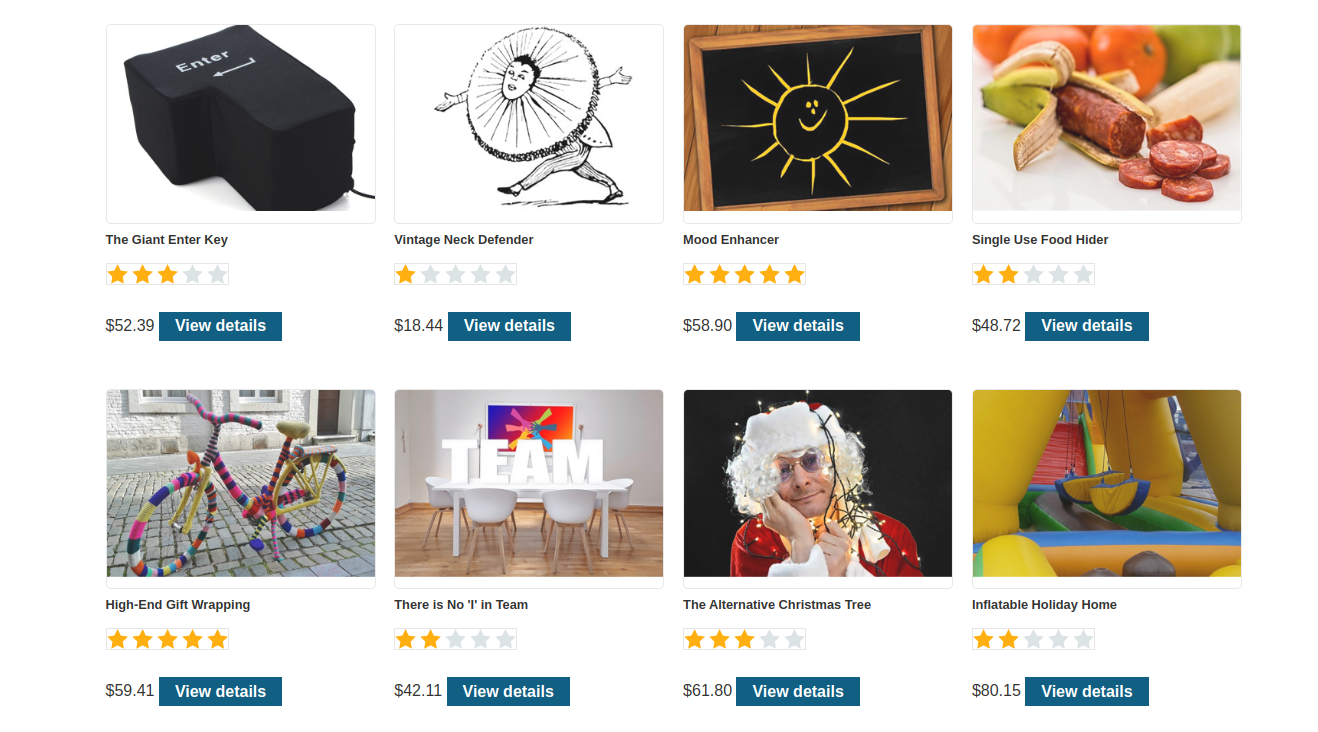 Enter
The Giant Enter Key
$52.39 View details
Vintage Neck Defender
$18.44 View details
Mood Enhancer
$58.90 View details
Single Use Food Hider
$48.72 View details
High-End Gift Wrapping
$59.41 View details
TEAM
There is No 'I' in Team
$42.11 View details
The Alternative Christmas Tree
$61.80 View details
Inflatable Holiday Home
$80.15 View details